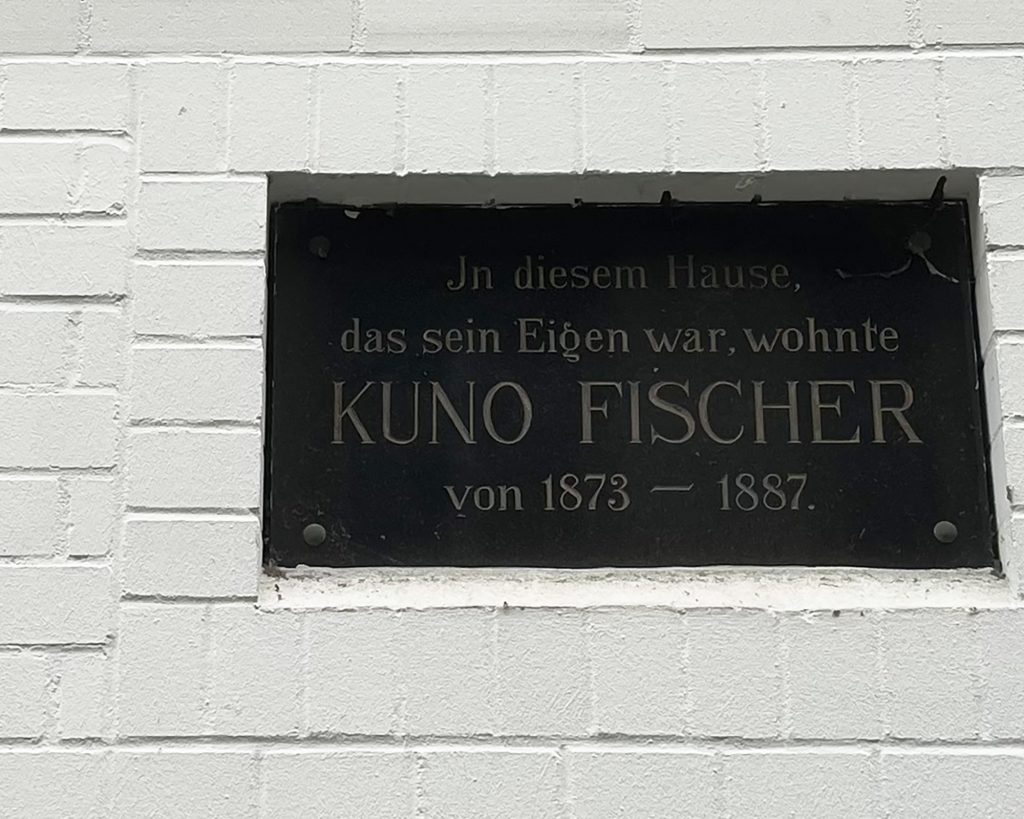 Jn diesem Hause,
das sein Eigen war, wohnte
KUNO FISCHER
von 1873 — 1887.